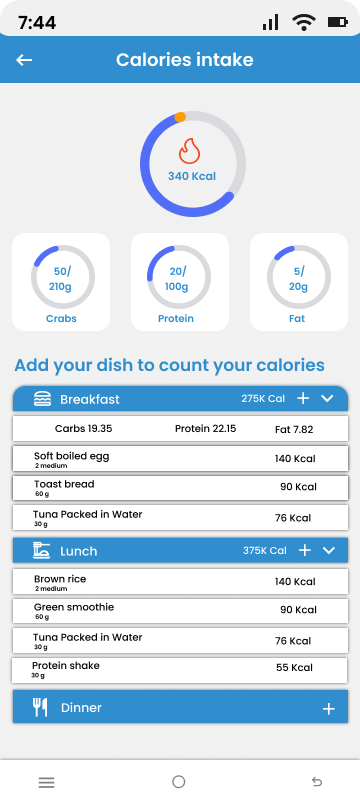 7:44
Calories intake
340 Kcal
50/
210g
Crabs
20/
100g
Protein
5/
20g
Fat
Add your dish to count your calories
Breakfast 275K Cal
Carbs 19.35 Protein 22.15 Fat 7.82
Soft boiled egg 140 Kcal
2 medium
Toast bread 90 Kcal
60 g
Tuna Packed in Water 76 Kcal
30 g
Lunch 375K Cal
Brown rice 140 Kcal
2 medium
Green smoothie 90 Kcal
60 g
Tuna Packed in Water 76 Kcal
30 g
Protein shake 55 Kcal
30 g
Dinner